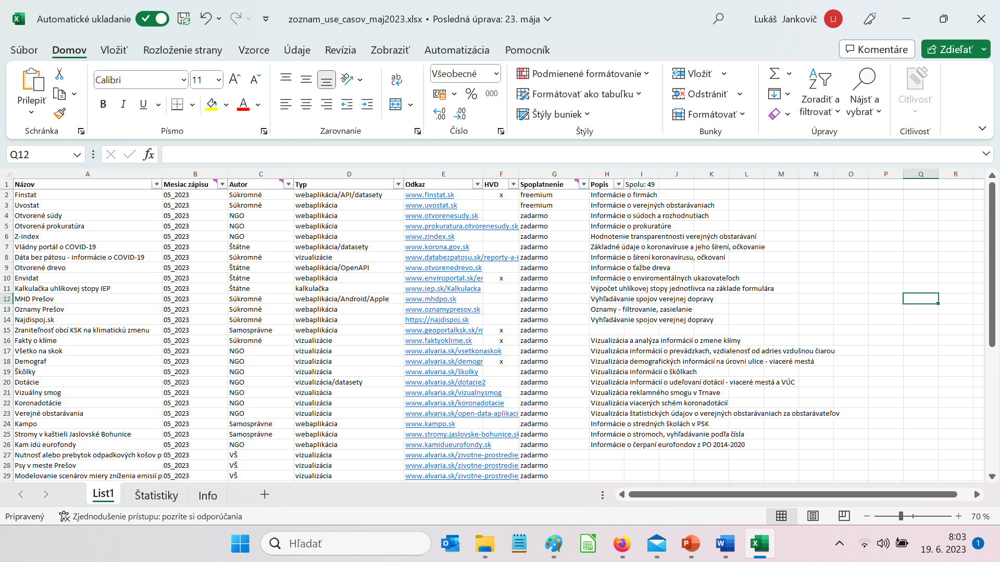 Automatické ukladanie zoznam_use_casov_maj2023.xlsx • Posledná úprava: 23. mája Lukáš Jankovič LJ
Súbor Domov Vložiť Rozloženie strany Vzorce Údaje Revízia Zobraziť Automatizácia Pomocník Komentáre Zdieľať
Prilepiť Calibri 11 Všeobecné Podmienené formátovanie Vložiť
Formátovať ako tabuľku Odstrániť Zoradiť a filtrovať Nájsť a vybrať Citlivosť
B I U A % 000 Štýly buniek Formátovať
Schránka Písmo Zarovnanie Číslo Štýly Bunky Úpravy Citlivosť
Q12 fx
A B C D E F G H I J K L M N O P Q R
1 Názov Mesiac zápisu Autor Typ Odkaz HVD Spoplatnenie Popis Spolu: 49
2 Finstat 05_2023 Súkromné webaplikácia/API/datasety www.finstat.sk x freemium Informácie o firmách
3 Uvostat 05_2023 Súkromné webaplikácia www.uvostat.sk freemium Informácie o verejných obstarávaniach
4 Otvorené súdy 05_2023 NGO webaplikácia www.otvorenesudy.sk zadarmo Informácie o súdoch a rozhodnutiach
5 Otvorená prokuratúra 05_2023 NGO webaplikácia www.prokuratura.otvorenesudy.sk zadarmo Informácie o prokuratúre
6 Z-index 05_2023 NGO webaplikácia www.zindex.sk zadarmo Hodnotenie transparentnosti verejných obstarávaní
7 Vládny portál o COVID-19 05_2023 Štátne webaplikácia/datasety www.korona.gov.sk zadarmo Základné údaje o koronavíruse a jeho šírení, očkovanie
8 Dáta bez pátosu - informácie o COVID-19 05_2023 Súkromné vizualizácie www.databezpatosu.sk/reporty-a-i zadarmo Informácie o šírení koronavírusu, očkovaní
9 Otvorené drevo 05_2023 Štátne webaplikácia/OpenAPI www.otvorenedrevo.sk zadarmo Informácie o ťažbe dreva
10 Envidat 05_2023 Štátne webaplikácia www.enviroportal.sk/er x zadarmo Informácie o enviromentálnych ukazovateľoch
11 Kalkulačka uhlíkovej stopy IEP 05_2023 Štátne kalkulačka www.iep.sk/Kalkulacka zadarmo Výpočet uhlíkovej stopy jednotlivca na základe formulára
12 MHD Prešov 05_2023 Súkromné webaplikácia/Android/Apple www.mhdpo.sk zadarmo Vyhľadávanie spojov verejnej dopravy
13 Oznamy Prešov 05_2023 Súkromné webaplikácia www.oznamypresov.sk zadarmo Oznamy - filtrovanie, zasielanie
14 Najdispoj.sk 05_2023 Súkromné webaplikácia https://najdispoj.sk zadarmo Vyhľadávanie spojov verejnej dopravy
15 Zraniteľnosť obcí KSK na klimatickú zmenu 05_2023 Samosprávne webaplikácia www.geoportalksk.sk/m x zadarmo
16 Fakty o klíme 05_2023 Súkromné vizualizácie www.faktyoklime.sk x zadarmo Vizualizácia a analýza informácií o zmene klímy
17 Všetko na skok 05_2023 NGO vizualizácia www.alvaria.sk/vsetkonaskok zadarmo Vizualizácia informácií o prevádzkach, vzdialenosť od adries vzdušnou čiarou
18 Demograf 05_2023 NGO vizualizácia www.alvaria.sk/demogr x zadarmo Vizualizácia demografických informácií na úrovni ulice - viaceré mestá
19 Škôlky 05_2023 NGO vizualizácia www.alvaria.sk/školky zadarmo Vizualizácia informácií o škôlkach
20 Dotácie 05_2023 NGO vizualizácia/datasety www.alvaria.sk/dotacie2 zadarmo Vizualizácia informácií o udeľovaní dotácií - viaceré mestá a VÚC
21 Vizuálny smog 05_2023 NGO vizualizácia www.alvaria.sk/vizualnysmog zadarmo Vizualizácia reklamného smogu v Trnave
22 Koronadotácie 05_2023 NGO vizualizácia www.alvaria.sk/koronadotacie zadarmo Vizualizácia viacerých schém koronadotácií
23 Verejné obstarávania 05_2023 NGO vizualizácia www.alvaria.sk/open-data-aplikaci zadarmo Vizualizácia štatistických údajov o verejných obstarávaniach za obstarávateľov
24 Kampo 05_2023 Samosprávne webaplikácia www.kampo.sk zadarmo Informácie o stredných školách v PSK
25 Stromy v kaštieli Jaslovské Bohunice 05_2023 Samosprávne webaplikácia www.stromy.jaslovske-bohunice.sk zadarmo Informácie o stromoch, vyhľadávanie podľa čísla
26 Kam idú eurofondy 05_2023 NGO webaplikácia www.kamidueurofondy.sk zadarmo Informácie o čerpaní eurofondov z PO 2014-2020
27 Nutnosť alebo prebytok odpadkových košov p 05_2023 VŠ vizualizácia www.alvaria.sk/zivotne-prostredie zadarmo
28 Psy v meste Prešov 05_2023 VŠ vizualizácia www.alvaria.sk/zivotne-prostredie zadarmo
29 Modelovanie scenárov miery zníženia emisií p 05_2023 VŠ vizualizácia www.alvaria.sk/zivotne-prostredie zadarmo
List1 Štatistiky Info
Pripravený Zjednodušenie prístupu: pozrite si odporúčania 70 %
Hľadať 8:03
19. 6. 2023 1